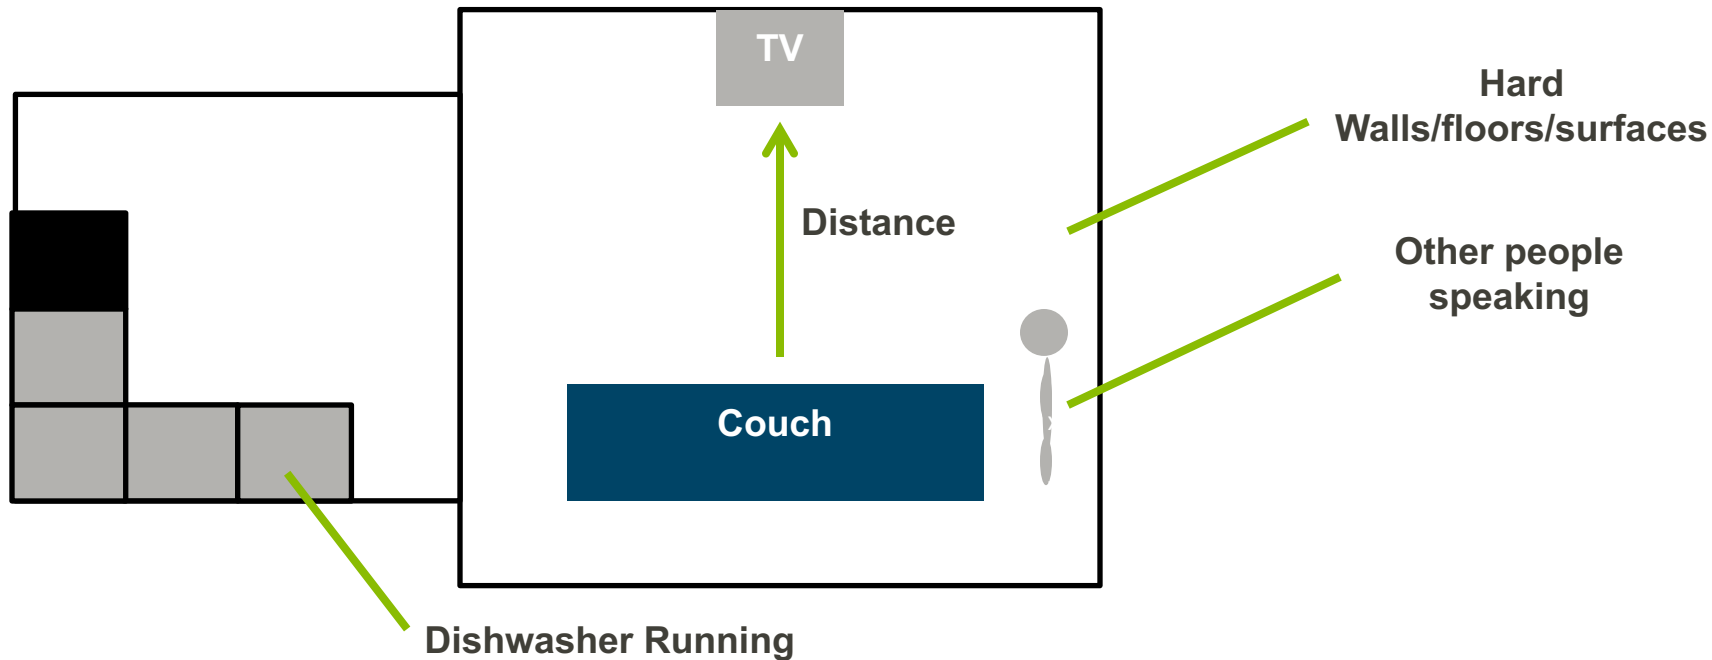 TV
Hard
Walls/floors/surfaces
Distance
Other people
speaking
Couch
Dishwasher Running